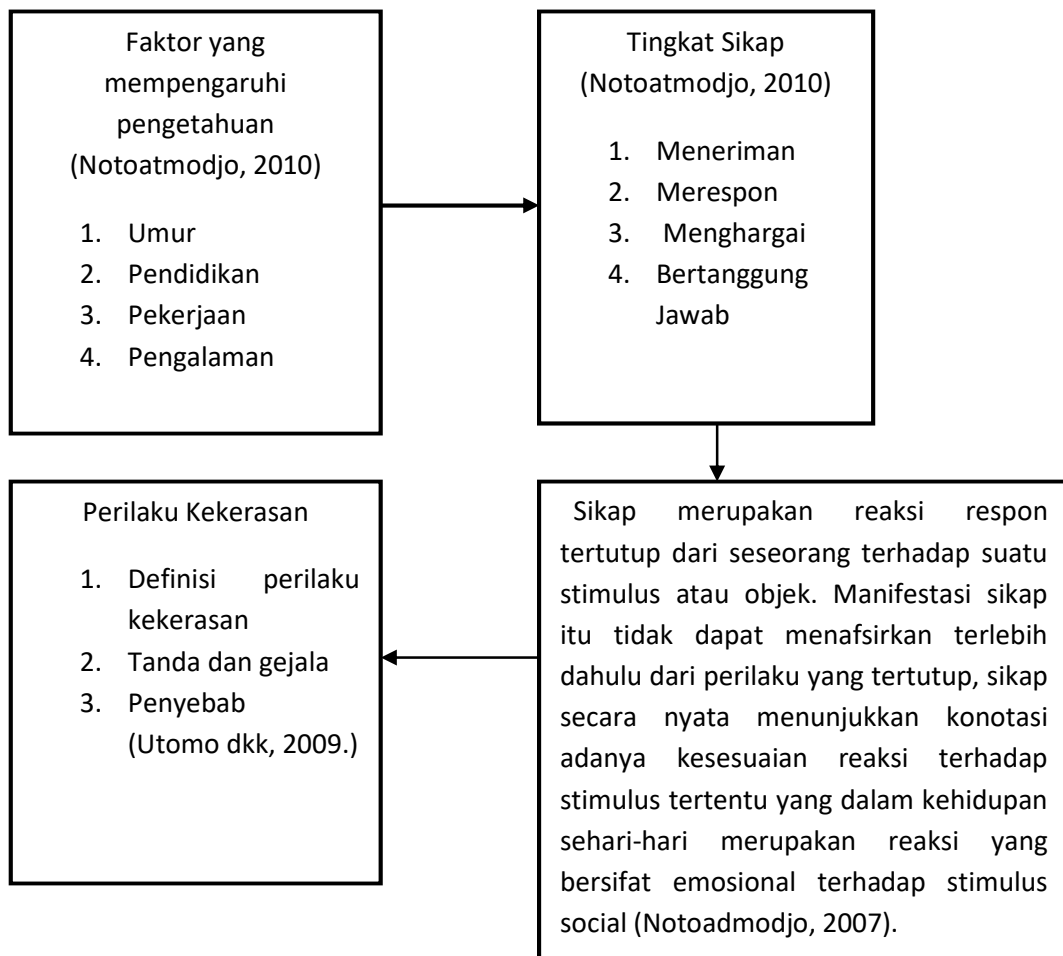 Faktor yang
mempengaruhi
pengetahuan
(Notoatmodjo, 2010)
1. Umur
2. Pendidikan
3. Pekerjaan
4. Pengalaman
Tingkat Sikap
(Notoatmodjo, 2010)
1. Meneriman
2. Merespon
3. Menghargai
4. Bertanggung
Jawab
Perilaku Kekerasan
1. Definisi perilaku
kekerasan
2. Tanda dan gejala
3. Penyebab
(Utomo dkk, 2009.)
Sikap merupakan reaksi respon
tertutup dari seseorang terhadap suatu
stimulus atau objek. Manifestasi sikap
itu tidak dapat menafsirkan terlebih
dahulu dari perilaku yang tertutup, sikap
secara nyata menunjukkan konotasi
adanya kesesuaian reaksi terhadap
stimulus tertentu yang dalam kehidupan
sehari-hari merupakan reaksi yang
bersifat emosional terhadap stimulus
social (Notoadmodjo, 2007).